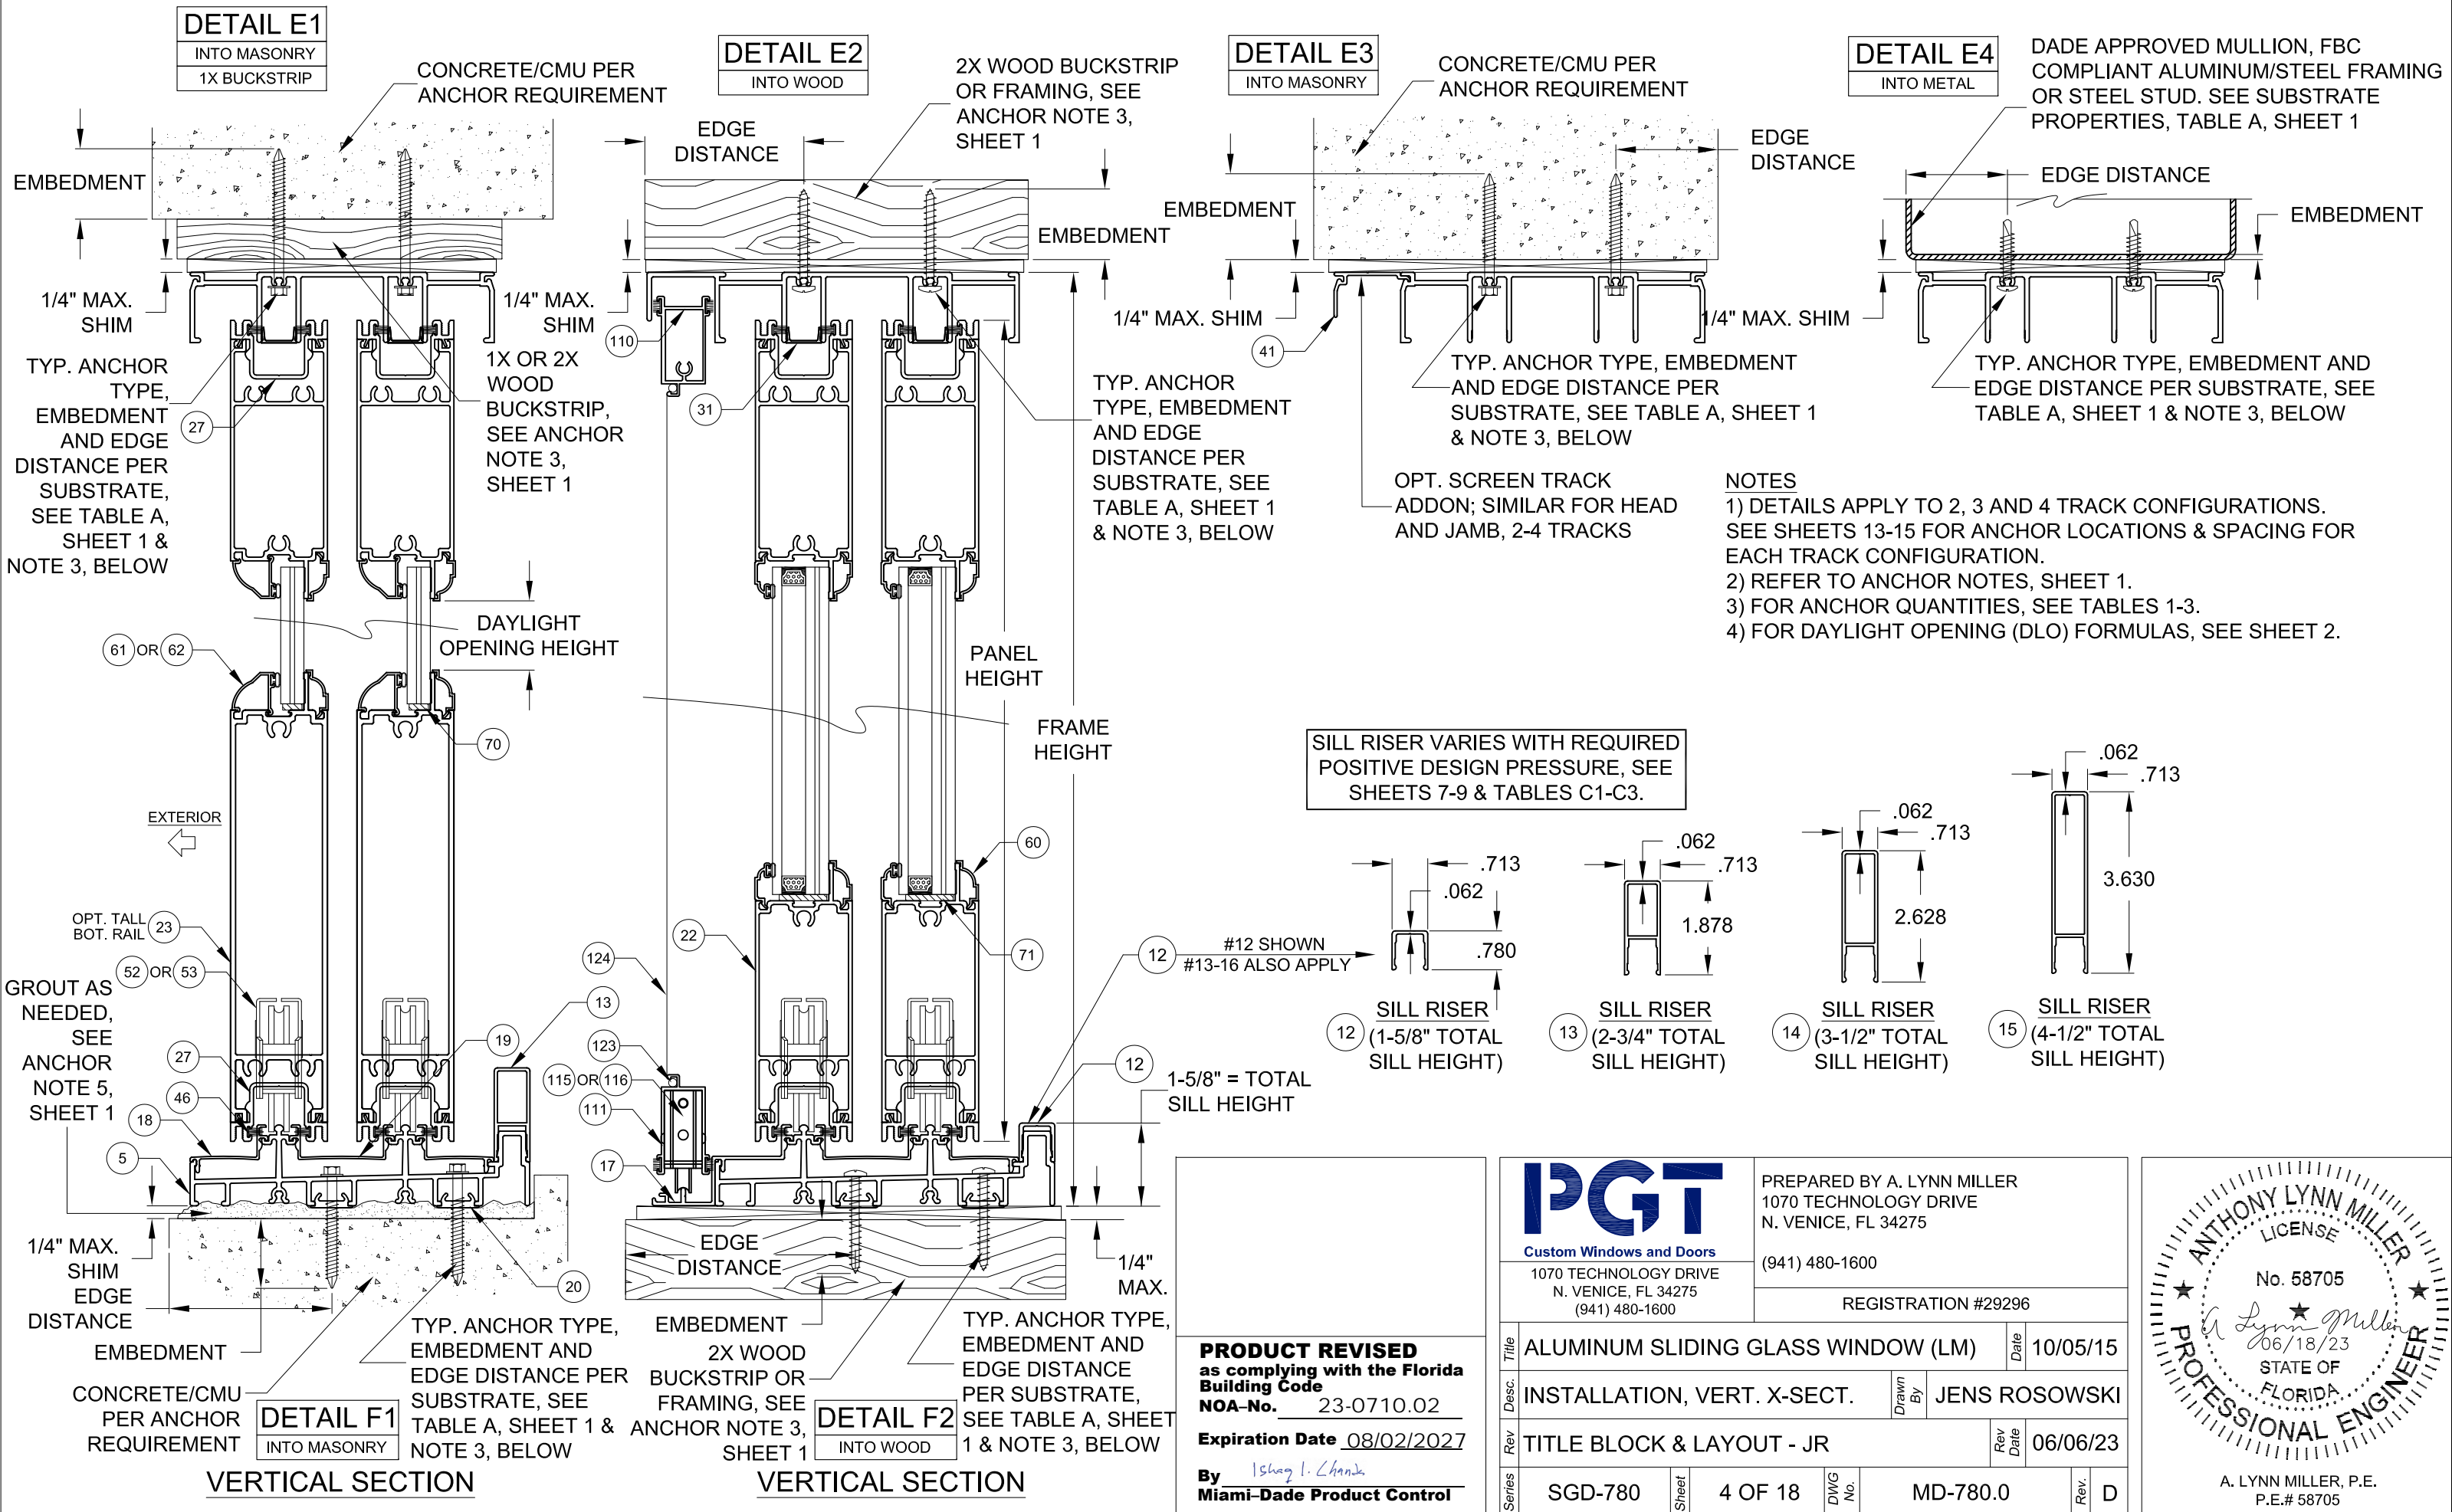 DETAIL E1
INTO MASONRY
1X BUCKSTRIP
CONCRETE/CMU PER
ANCHOR REQUIREMENT
EMBEDMENT
1/4" MAX.
SHIM
TYP. ANCHOR
TYPE,
EMBEDMENT
AND EDGE
DISTANCE PER
SUBSTRATE,
SEE TABLE A,
SHEET 1 &
NOTE 3, BELOW
27
1X OR 2X
WOOD
BUCKSTRIP,
SEE ANCHOR
NOTE 3,
SHEET 1
DAYLIGHT
OPENING HEIGHT
61 OR 62
70
EXTERIOR
OPT. TALL
BOT. RAIL
23
52 OR 53
GROUT AS
NEEDED,
SEE
ANCHOR
NOTE 5,
SHEET 1
27
46
18
5
13
19
20
1/4" MAX.
SHIM
EDGE
DISTANCE
EMBEDMENT
CONCRETE/CMU
PER ANCHOR
REQUIREMENT
DETAIL F1
INTO MASONRY
TYP. ANCHOR TYPE,
EMBEDMENT AND
EDGE DISTANCE PER
SUBSTRATE, SEE
TABLE A, SHEET 1 &
NOTE 3, BELOW
VERTICAL SECTION
DETAIL E2
INTO WOOD
2X WOOD BUCKSTRIP
OR FRAMING, SEE
ANCHOR NOTE 3,
SHEET 1
EDGE
DISTANCE
EMBEDMENT
1/4" MAX.
SHIM
110
31
TYP. ANCHOR
TYPE, EMBEDMENT
AND EDGE
DISTANCE PER
SUBSTRATE, SEE
TABLE A, SHEET 1
& NOTE 3, BELOW
PANEL
HEIGHT
FRAME
HEIGHT
60
22
71
124
123
115 OR 116
111
17
12
#12 SHOWN
#13-16 ALSO APPLY
12
1-5/8" = TOTAL
SILL HEIGHT
EDGE
DISTANCE
1/4"
MAX.
EMBEDMENT
2X WOOD
BUCKSTRIP OR
FRAMING, SEE
ANCHOR NOTE 3,
SHEET 1
DETAIL F2
INTO WOOD
TYP. ANCHOR TYPE,
EMBEDMENT AND
EDGE DISTANCE
PER SUBSTRATE,
SEE TABLE A, SHEET
1 & NOTE 3, BELOW
VERTICAL SECTION
DETAIL E3
INTO MASONRY
CONCRETE/CMU PER
ANCHOR REQUIREMENT
EDGE
DISTANCE
EMBEDMENT
1/4" MAX. SHIM
41
TYP. ANCHOR TYPE, EMBEDMENT
AND EDGE DISTANCE PER
SUBSTRATE, SEE TABLE A, SHEET 1
& NOTE 3, BELOW
OPT. SCREEN TRACK
ADDON; SIMILAR FOR HEAD
AND JAMB, 2-4 TRACKS
DETAIL E4
INTO METAL
DADE APPROVED MULLION, FBC
COMPLIANT ALUMINUM/STEEL FRAMING
OR STEEL STUD. SEE SUBSTRATE
PROPERTIES, TABLE A, SHEET 1
EDGE DISTANCE
EMBEDMENT
1/4" MAX. SHIM
TYP. ANCHOR TYPE, EMBEDMENT AND
EDGE DISTANCE PER SUBSTRATE, SEE
TABLE A, SHEET 1 & NOTE 3, BELOW
NOTES
1) DETAILS APPLY TO 2, 3 AND 4 TRACK CONFIGURATIONS.
SEE SHEETS 13-15 FOR ANCHOR LOCATIONS & SPACING FOR
EACH TRACK CONFIGURATION.
2) REFER TO ANCHOR NOTES, SHEET 1.
3) FOR ANCHOR QUANTITIES, SEE TABLES 1-3.
4) FOR DAYLIGHT OPENING (DLO) FORMULAS, SEE SHEET 2.
SILL RISER VARIES WITH REQUIRED
POSITIVE DESIGN PRESSURE, SEE
SHEETS 7-9 & TABLES C1-C3.
.713
.062
.780
12 SILL RISER
(1-5/8" TOTAL
SILL HEIGHT)
.062
.713
1.878
13 SILL RISER
(2-3/4" TOTAL
SILL HEIGHT)
.062
.713
2.628
14 SILL RISER
(3-1/2" TOTAL
SILL HEIGHT)
.062
.713
3.630
15 SILL RISER
(4-1/2" TOTAL
SILL HEIGHT)
PRODUCT REVISED
as complying with the Florida
Building Code
NOA–No. 23-0710.02
Expiration Date 08/02/2027
By Ishaq I. Chanda
Miami–Dade Product Control
PGT
Custom Windows and Doors
1070 TECHNOLOGY DRIVE
N. VENICE, FL 34275
(941) 480-1600
PREPARED BY A. LYNN MILLER
1070 TECHNOLOGY DRIVE
N. VENICE, FL 34275
(941) 480-1600
REGISTRATION #29296
Title ALUMINUM SLIDING GLASS WINDOW (LM) Date 10/05/15
Desc. INSTALLATION, VERT. X-SECT. Drawn By JENS ROSOWSKI
Rev TITLE BLOCK & LAYOUT - JR Rev Date 06/06/23
Series SGD-780 Sheet 4 OF 18 DWG No. MD-780.0 Rev. D
ANTHONY LYNN MILLER
LICENSE
No. 58705
A Lynn Miller
06/18/23
STATE OF
FLORIDA
PROFESSIONAL ENGINEER
A. LYNN MILLER, P.E.
P.E.# 58705